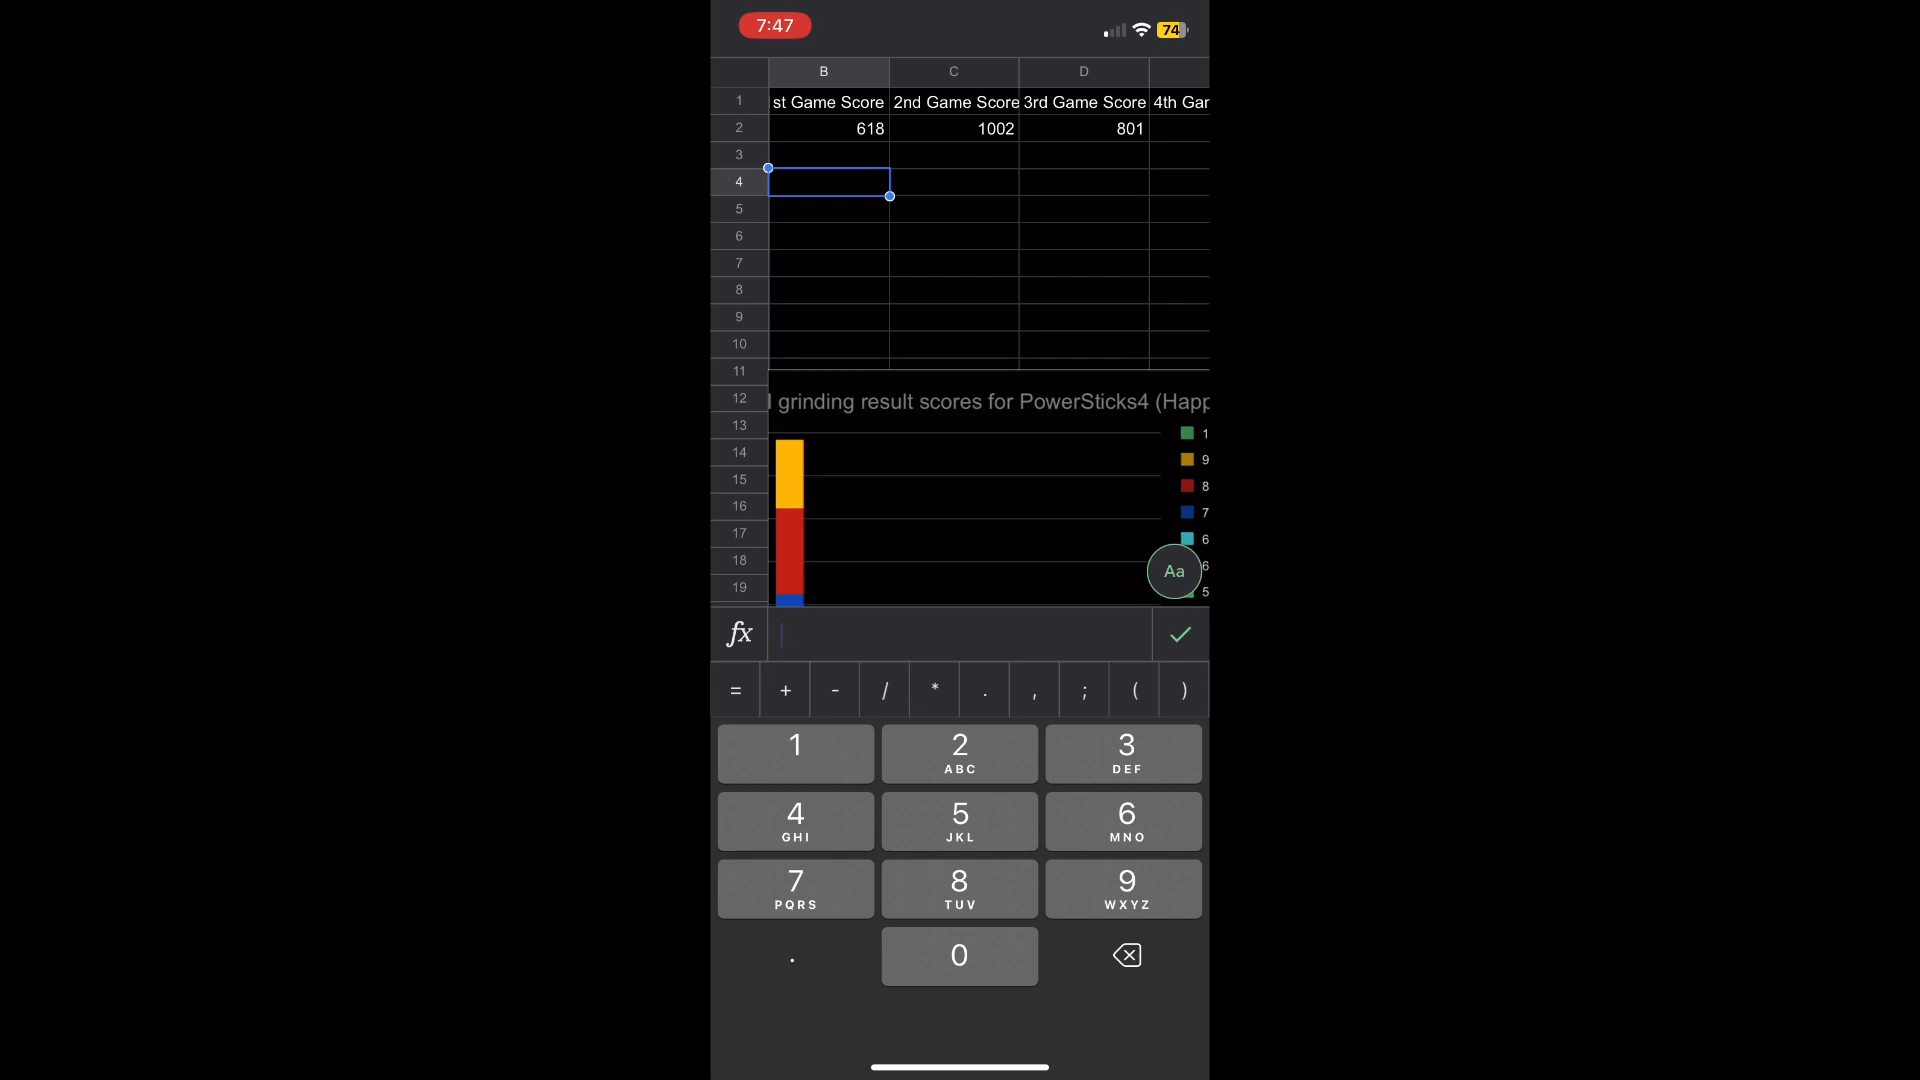 7:47
74
B C D
1 st Game Score 2nd Game Score 3rd Game Score 4th Gar
2 618 1002 801
3
4
5
6
7
8
9
10
11
12 grinding result scores for PowerSticks4 (Happ
13 1
14 9
15 8
16 7
17 6
18 6
19 5
Aa
fx
= + - / * . , ; ( )
1 2 3
ABC DEF
4 5 6
GHI JKL MNO
7 8 9
PQRS TUV WXYZ
. 0